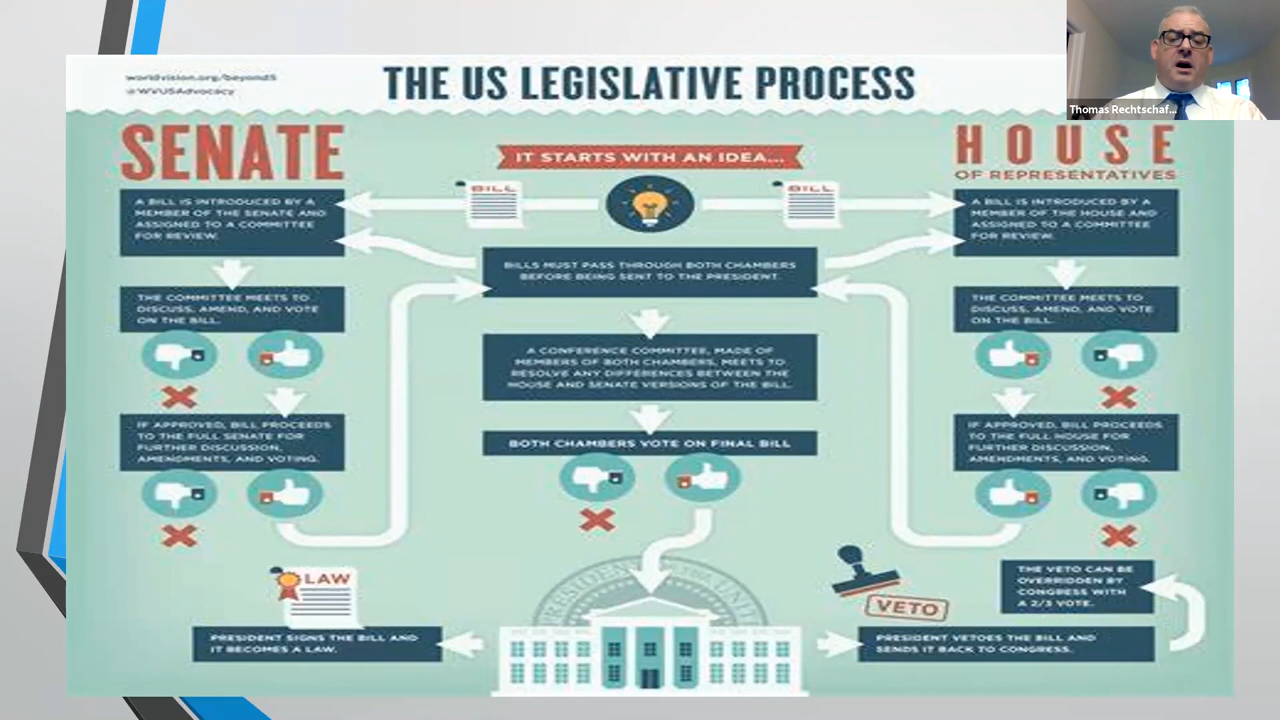 worldvision.org/beyond5
@WVUSAdvocacy
THE US LEGISLATIVE PROCESS
Thomas Rechtschaf...
SENATE
HOUSE
OF REPRESENTATIVES
IT STARTS WITH AN IDEA...
BILL
BILL
A BILL IS INTRODUCED BY A
MEMBER OF THE SENATE AND
ASSIGNED TO A COMMITTEE
FOR REVIEW.
THE COMMITTEE MEETS TO
DISCUSS, AMEND, AND VOTE
ON THE BILL.
IF APPROVED, BILL PROCEEDS
TO THE FULL SENATE FOR
FURTHER DISCUSSION,
AMENDMENTS, AND VOTING.
BILLS MUST PASS THROUGH BOTH CHAMBERS
BEFORE BEING SENT TO THE PRESIDENT.
A CONFERENCE COMMITTEE, MADE OF
MEMBERS OF BOTH CHAMBERS, MEETS TO
RESOLVE ANY DIFFERENCES BETWEEN THE
HOUSE AND SENATE VERSIONS OF THE BILL.
BOTH CHAMBERS VOTE ON FINAL BILL
A BILL IS INTRODUCED BY A
MEMBER OF THE HOUSE AND
ASSIGNED TO A COMMITTEE
FOR REVIEW.
THE COMMITTEE MEETS TO
DISCUSS, AMEND, AND VOTE
ON THE BILL.
IF APPROVED, BILL PROCEEDS
TO THE FULL HOUSE FOR
FURTHER DISCUSSION,
AMENDMENTS, AND VOTING.
LAW
PRESIDENT SIGNS THE BILL AND
IT BECOMES A LAW.
VETO
PRESIDENT VETOES THE BILL AND
SENDS IT BACK TO CONGRESS.
THE VETO CAN BE
OVERRIDDEN BY
CONGRESS WITH
A 2/3 VOTE.